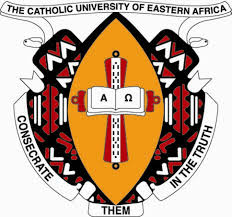 THE CATHOLIC UNIVERSITY OF EASTERN AFRICA
A Ω
CONSECRATE
THEM
IN THE TRUTH